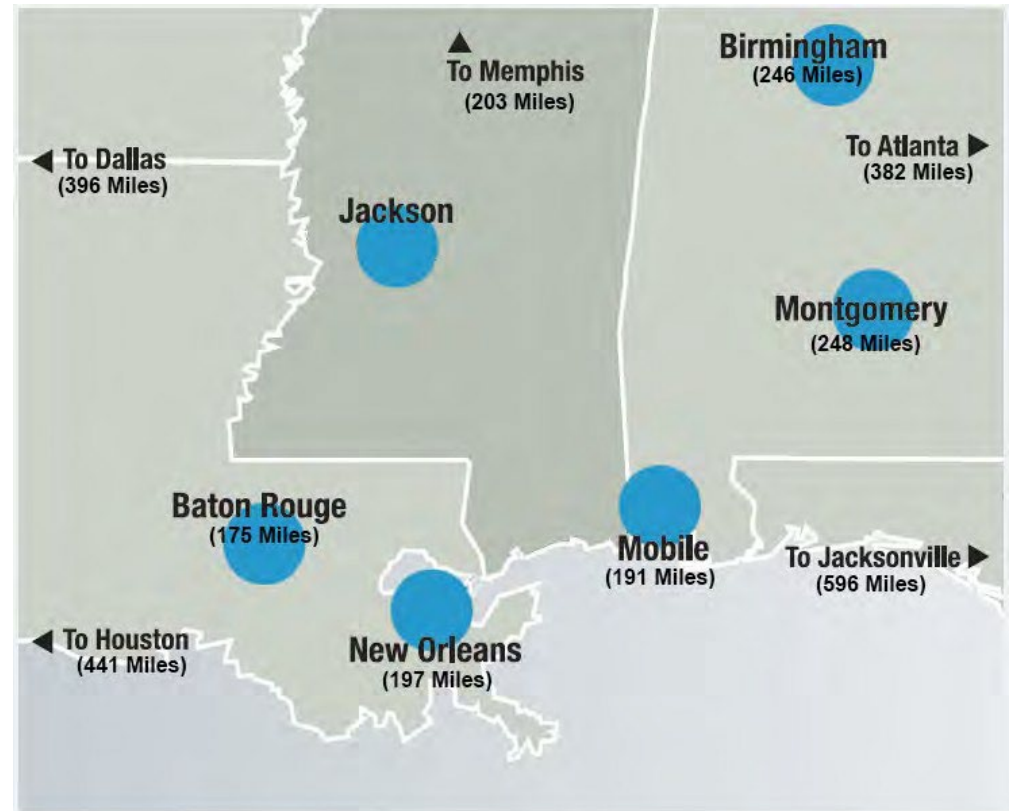 Birmingham
(246 Miles)
To Memphis
(203 Miles)
To Atlanta
(382 Miles)
To Dallas
(396 Miles)
Jackson
Montgomery
(248 Miles)
Baton Rouge
(175 Miles)
Mobile
(191 Miles)
To Jacksonville
(596 Miles)
To Houston
(441 Miles)
New Orleans
(197 Miles)